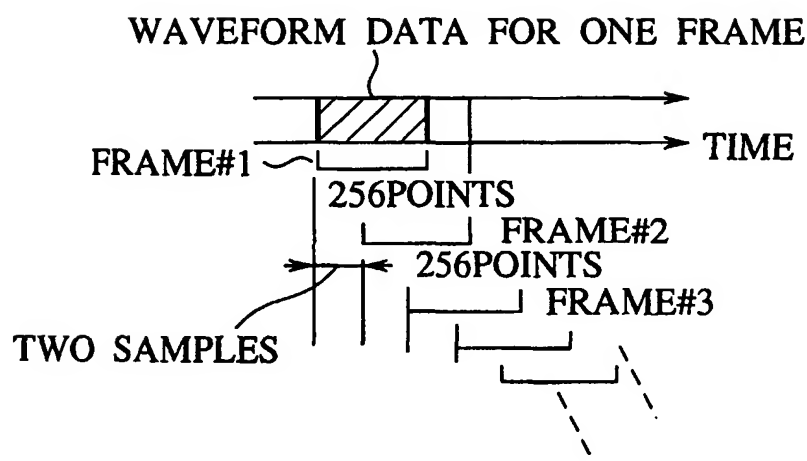 WAVEFORM DATA FOR ONE FRAME
TIME
FRAME#1
256POINTS
FRAME#2
256POINTS
FRAME#3
TWO SAMPLES